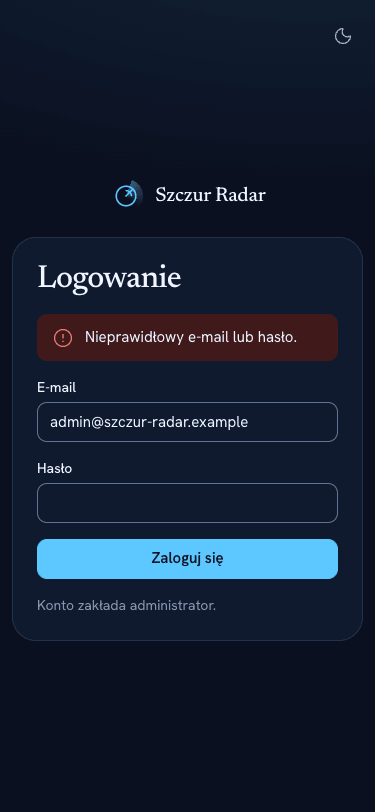 Szczur Radar
Logowanie
Nieprawidłowy e-mail lub hasło.
E-mail
admin@szczur-radar.example
Hasło
Zaloguj się
Konto zakłada administrator.